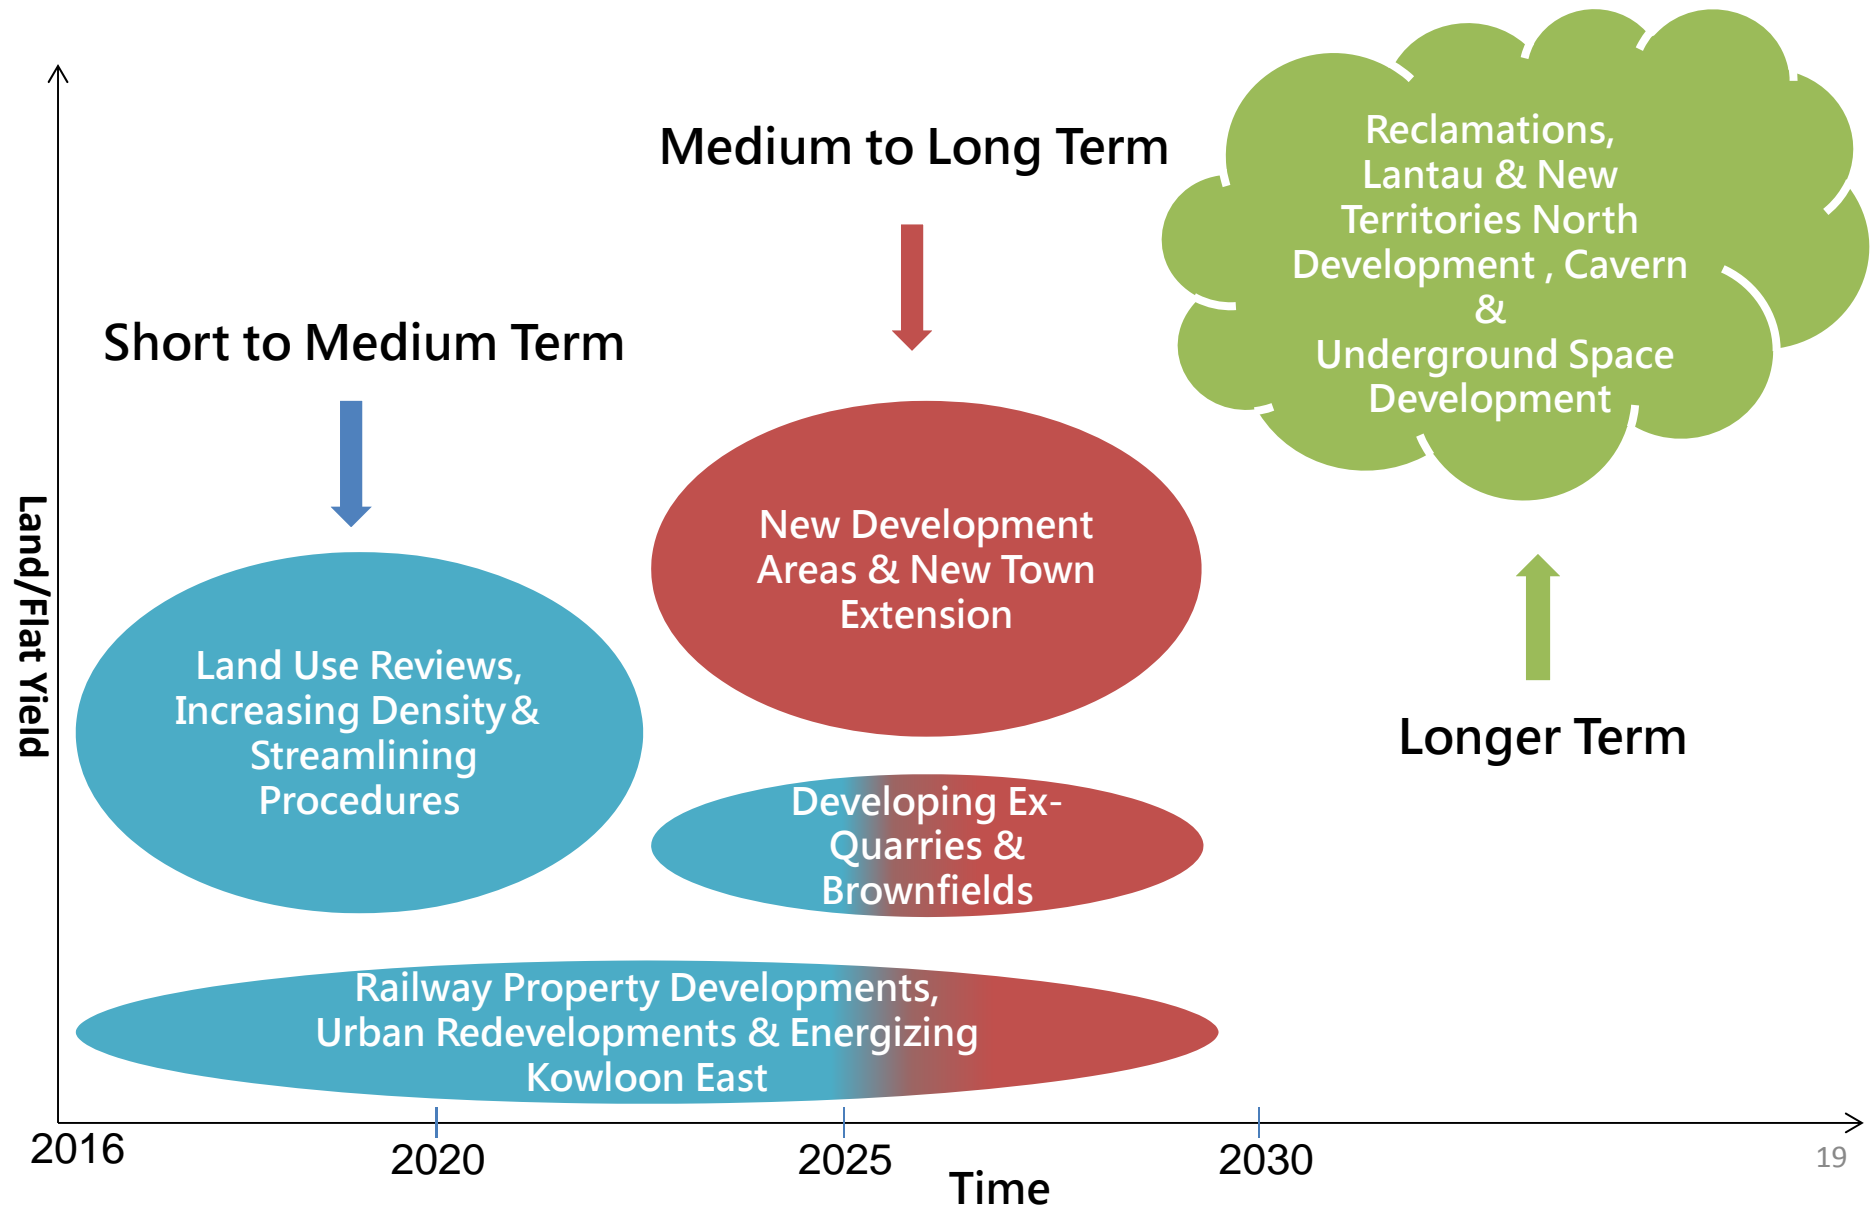 Medium to Long Term
Reclamations,
Lantau & New
Territories North
Development , Cavern
&
Underground Space
Development
Short to Medium Term
New Development
Areas & New Town
Extension
Land/Flat Yield
Land Use Reviews,
Increasing Density &
Streamlining
Procedures
Longer Term
Developing Ex-
Quarries &
Brownfields
Railway Property Developments,
Urban Redevelopments & Energizing
Kowloon East
2016
2020
2025
2030
Time
19